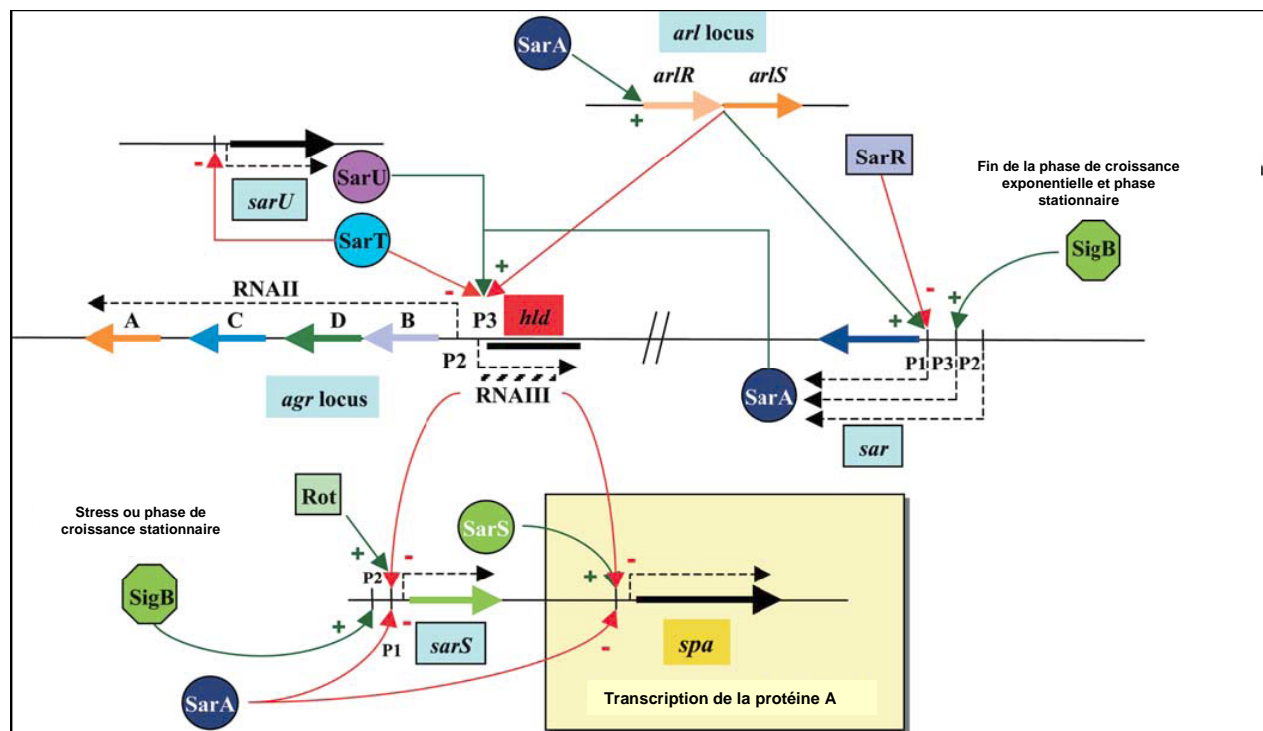 SarA
arl locus
arlR
arlS
+
SarR
Fin de la phase de croissance
exponentielle et phase
stationnaire
-
SarU
sarU
SarT
SigB
+
-
RNAII
-
+
+
A
C
D
B
P3
hld
P2
P1
P3
P2
agr locus
RNAIII
SarA
sar
Rot
SarS
Stress ou phase de
croissance stationnaire
+
-
-
P2
+
SigB
+
-
P1
sarS
-
spa
SarA
Transcription de la protéine A